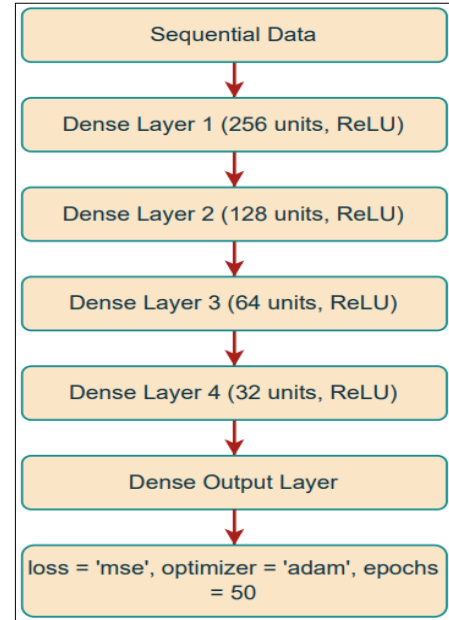 Sequential Data
Dense Layer 1 (256 units, ReLU)
Dense Layer 2 (128 units, ReLU)
Dense Layer 3 (64 units, ReLU)
Dense Layer 4 (32 units, ReLU)
Dense Output Layer
loss = 'mse', optimizer = 'adam', epochs
= 50